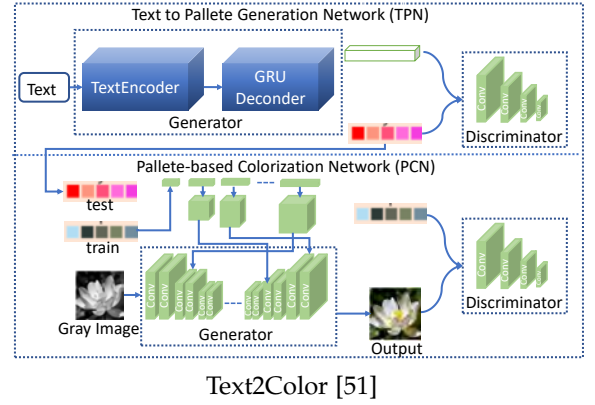 Text to Pallete Generation Network (TPN)
Text
TextEncoder
GRU
Deconder
Generator
Conv
Conv
Conv
Conv
Discriminator
Pallete-based Colorization Network (PCN)
test
train
Gray Image
Conv
Conv
Conv
Conv
Conv
Conv
Conv
Conv
Conv
Conv
Generator
Output
Conv
Conv
Conv
Conv
Discriminator
Text2Color [51]